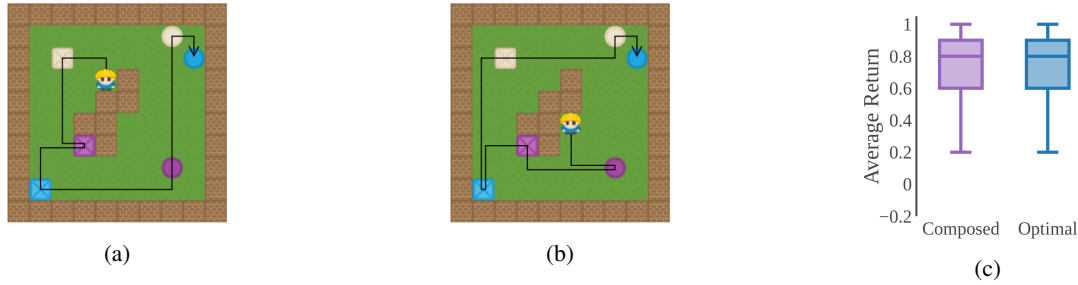 1
0.8
0.6
0.4
0.2
0
−0.2
Average Return
Composed Optimal
(a)
(b)
(c)